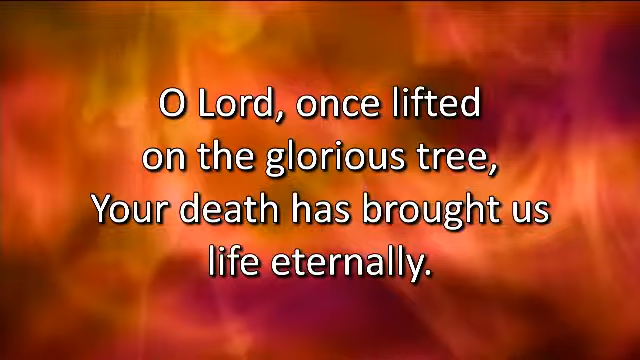 O Lord, once lifted
on the glorious tree,
Your death has brought us
life eternally.